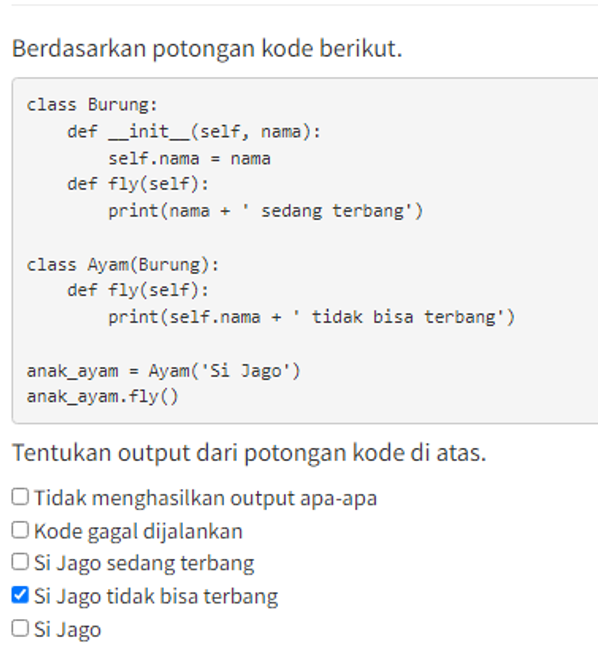 Berdasarkan potongan kode berikut.
class Burung:
    def __init__(self, nama):
        self.nama = nama
    def fly(self):
        print(nama + ' sedang terbang')

class Ayam(Burung):
    def fly(self):
        print(self.nama + ' tidak bisa terbang')

anak_ayam = Ayam('Si Jago')
anak_ayam.fly()
Tentukan output dari potongan kode di atas.
Tidak menghasilkan output apa-apa
Kode gagal dijalankan
Si Jago sedang terbang
Si Jago tidak bisa terbang
Si Jago